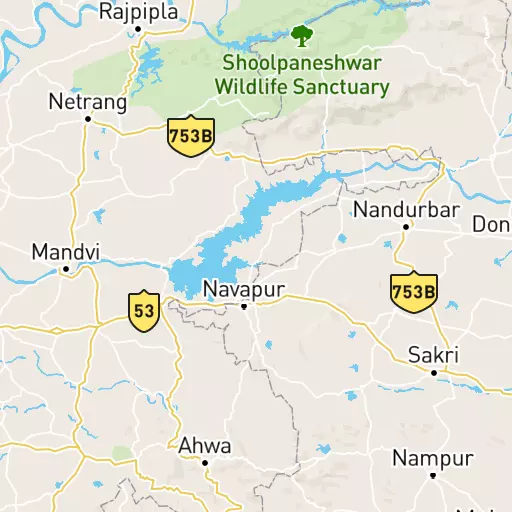 Rajpipla
Shoolpaneshwar
Wildlife Sanctuary
Netrang
753B
Nandurbar
Don
Mandvi
Navapur
753B
53
Sakri
Ahwa
Nampur